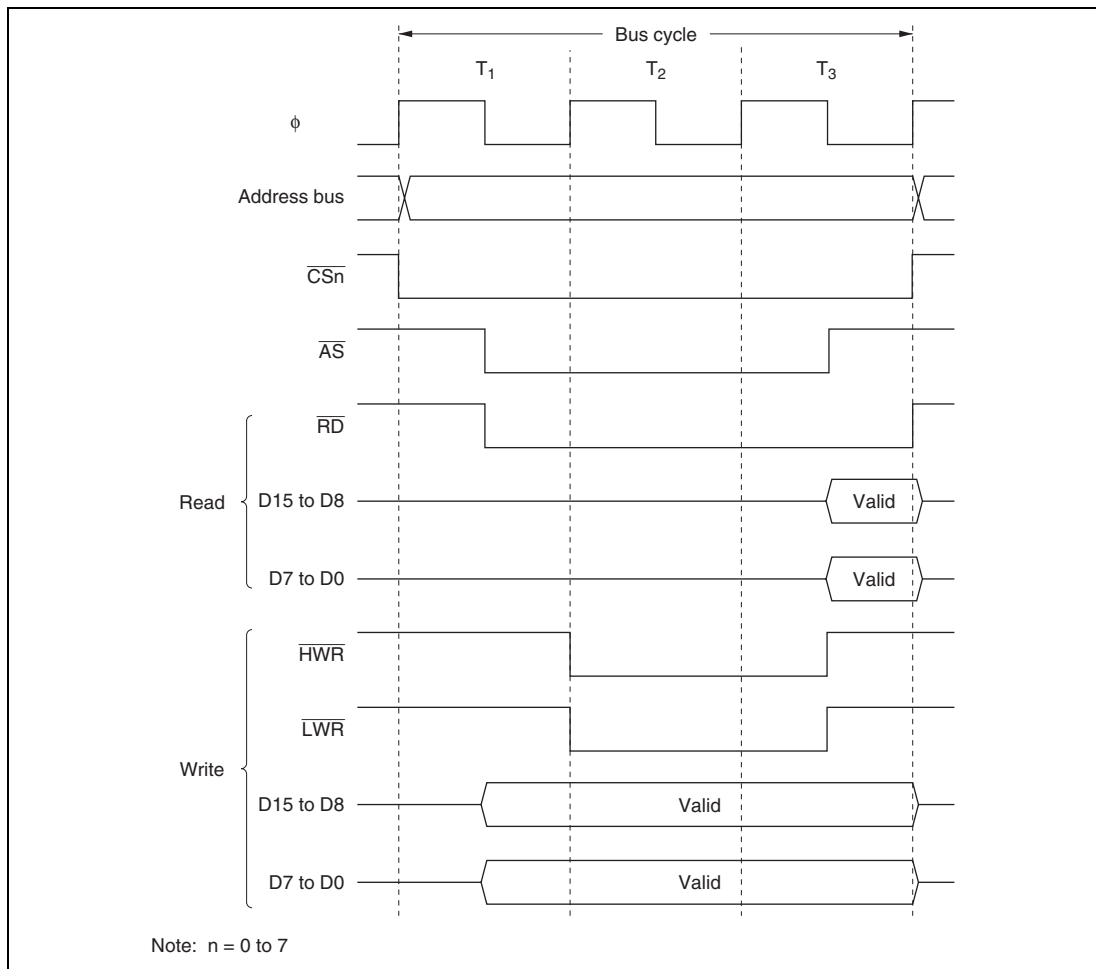 Bus cycle
T1 T2 T3
ϕ
Address bus
CSn
AS
RD
Read
D15 to D8 Valid
D7 to D0 Valid
HWR
LWR
Write
D15 to D8 Valid
D7 to D0 Valid
Note: n = 0 to 7